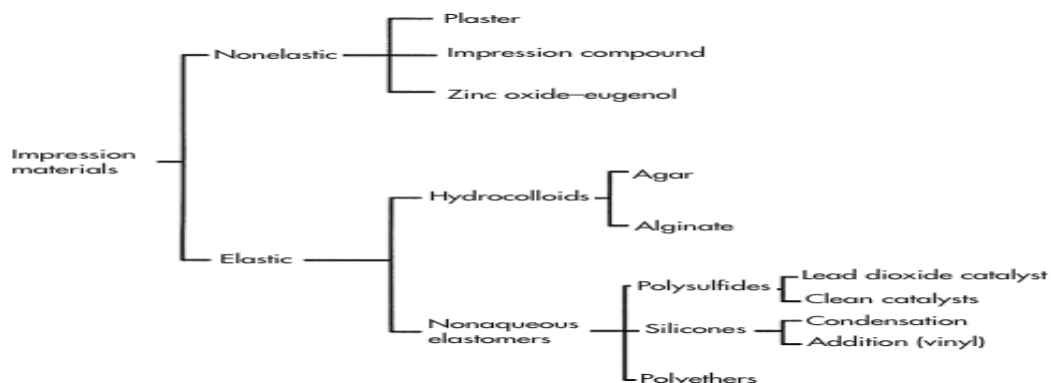 Plaster
Nonelastic
Impression compound
Zinc oxide—eugenol
Impression
materials
Agar
Hydrocolloids
Alginate
Elastic
Lead dioxide catalyst
Polysulfides
Clean catalysts
Nonaqueous
elastomers
Silicones
Condensation
Addition (vinyl)
Polyethers